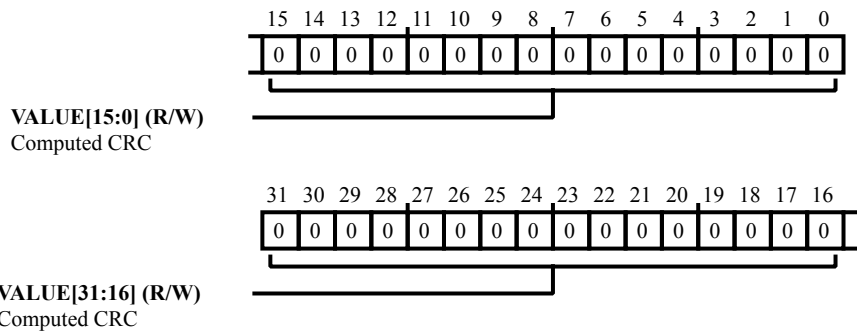 15 14 13 12 11 10 9 8 7 6 5 4 3 2 1 0
0 0 0 0 0 0 0 0 0 0 0 0 0 0 0 0
VALUE[15:0] (R/W)
Computed CRC
31 30 29 28 27 26 25 24 23 22 21 20 19 18 17 16
0 0 0 0 0 0 0 0 0 0 0 0 0 0 0 0
VALUE[31:16] (R/W)
Computed CRC